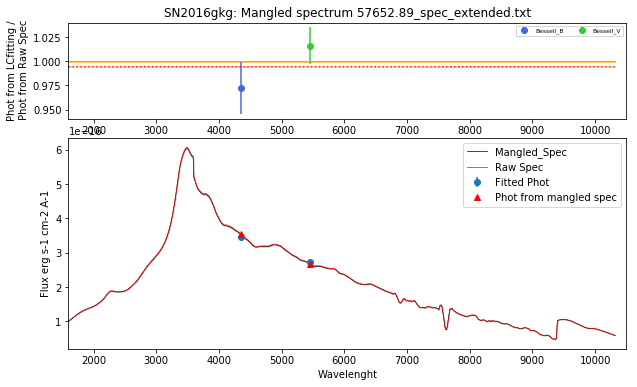 SN2016gkg: Mangled spectrum 57652.89_spec_extended.txt
Phot from LCfitting /
Phot from Raw Spec
1.025
1.000
0.975
0.950
Bessell_B
Bessell_V
2000 3000 4000 5000 6000 7000 8000 9000 10000
Flux erg s-1 cm-2 A-1
6
5
4
3
2
1
Mangled_Spec
Raw Spec
Fitted Phot
Phot from mangled spec
2000 3000 4000 5000 6000 7000 8000 9000 10000
Wavelenght